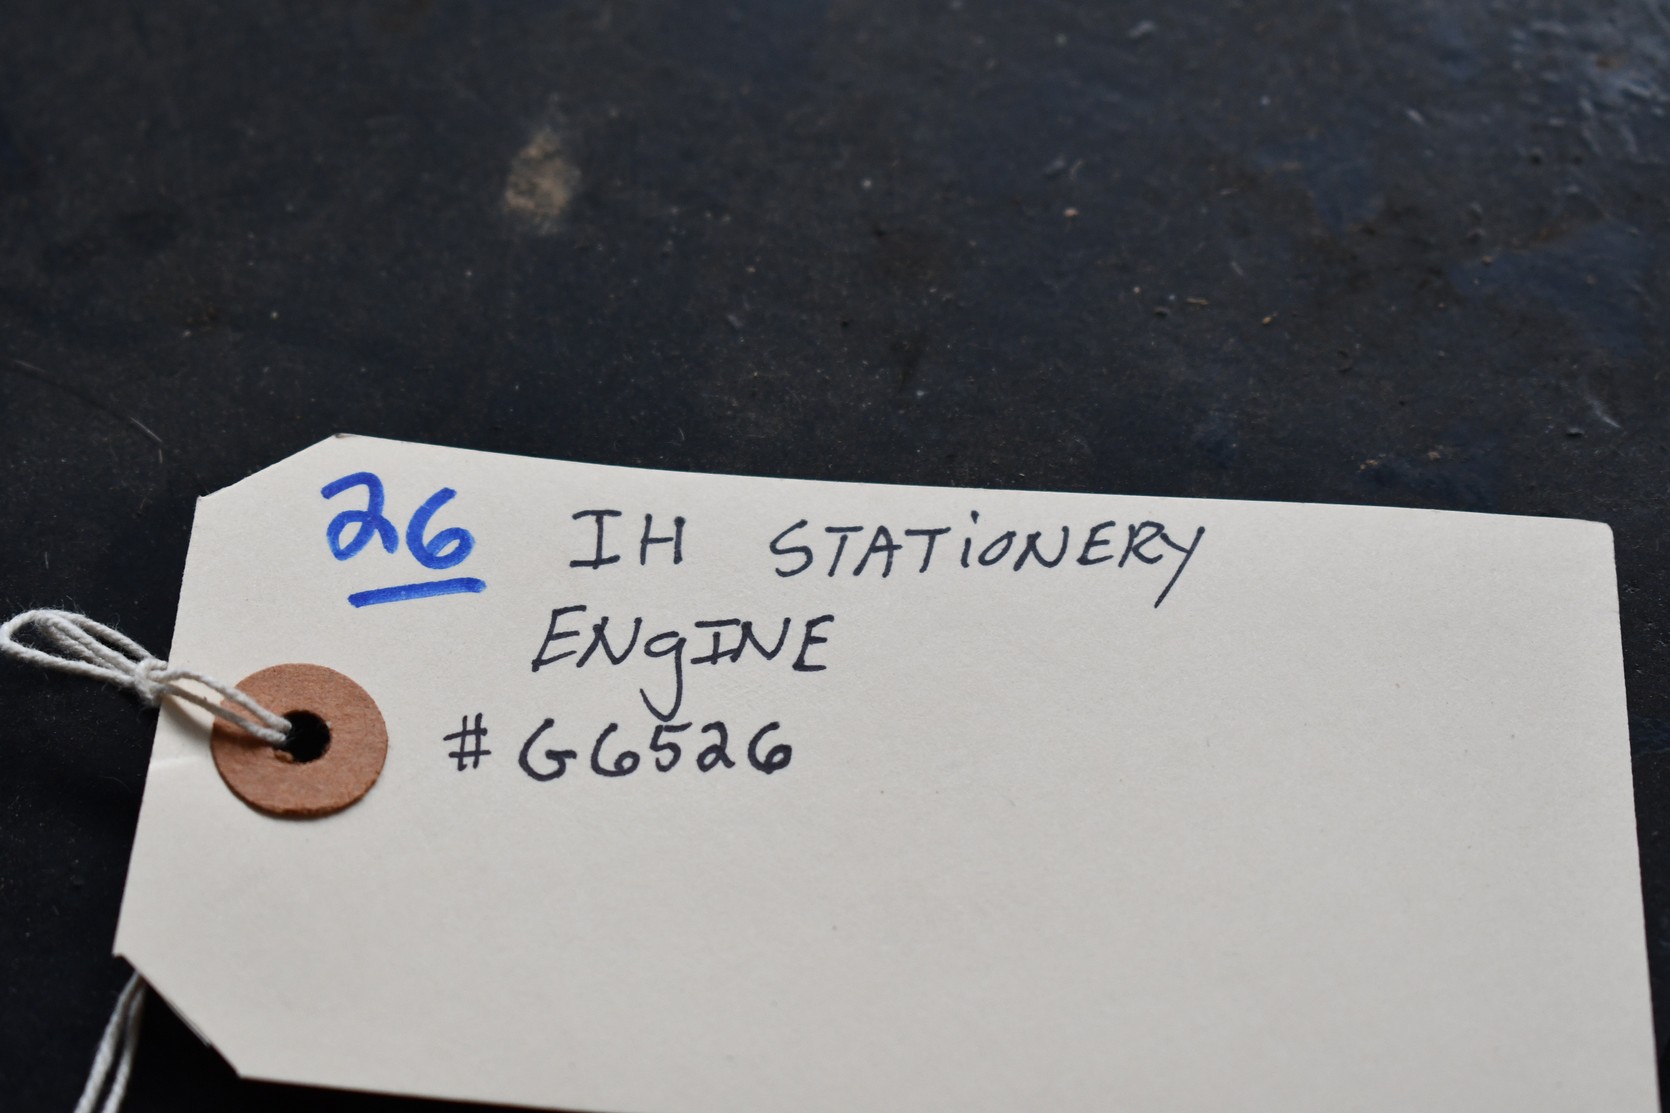 26 IH STATiONERY
ENgINE
# G6526